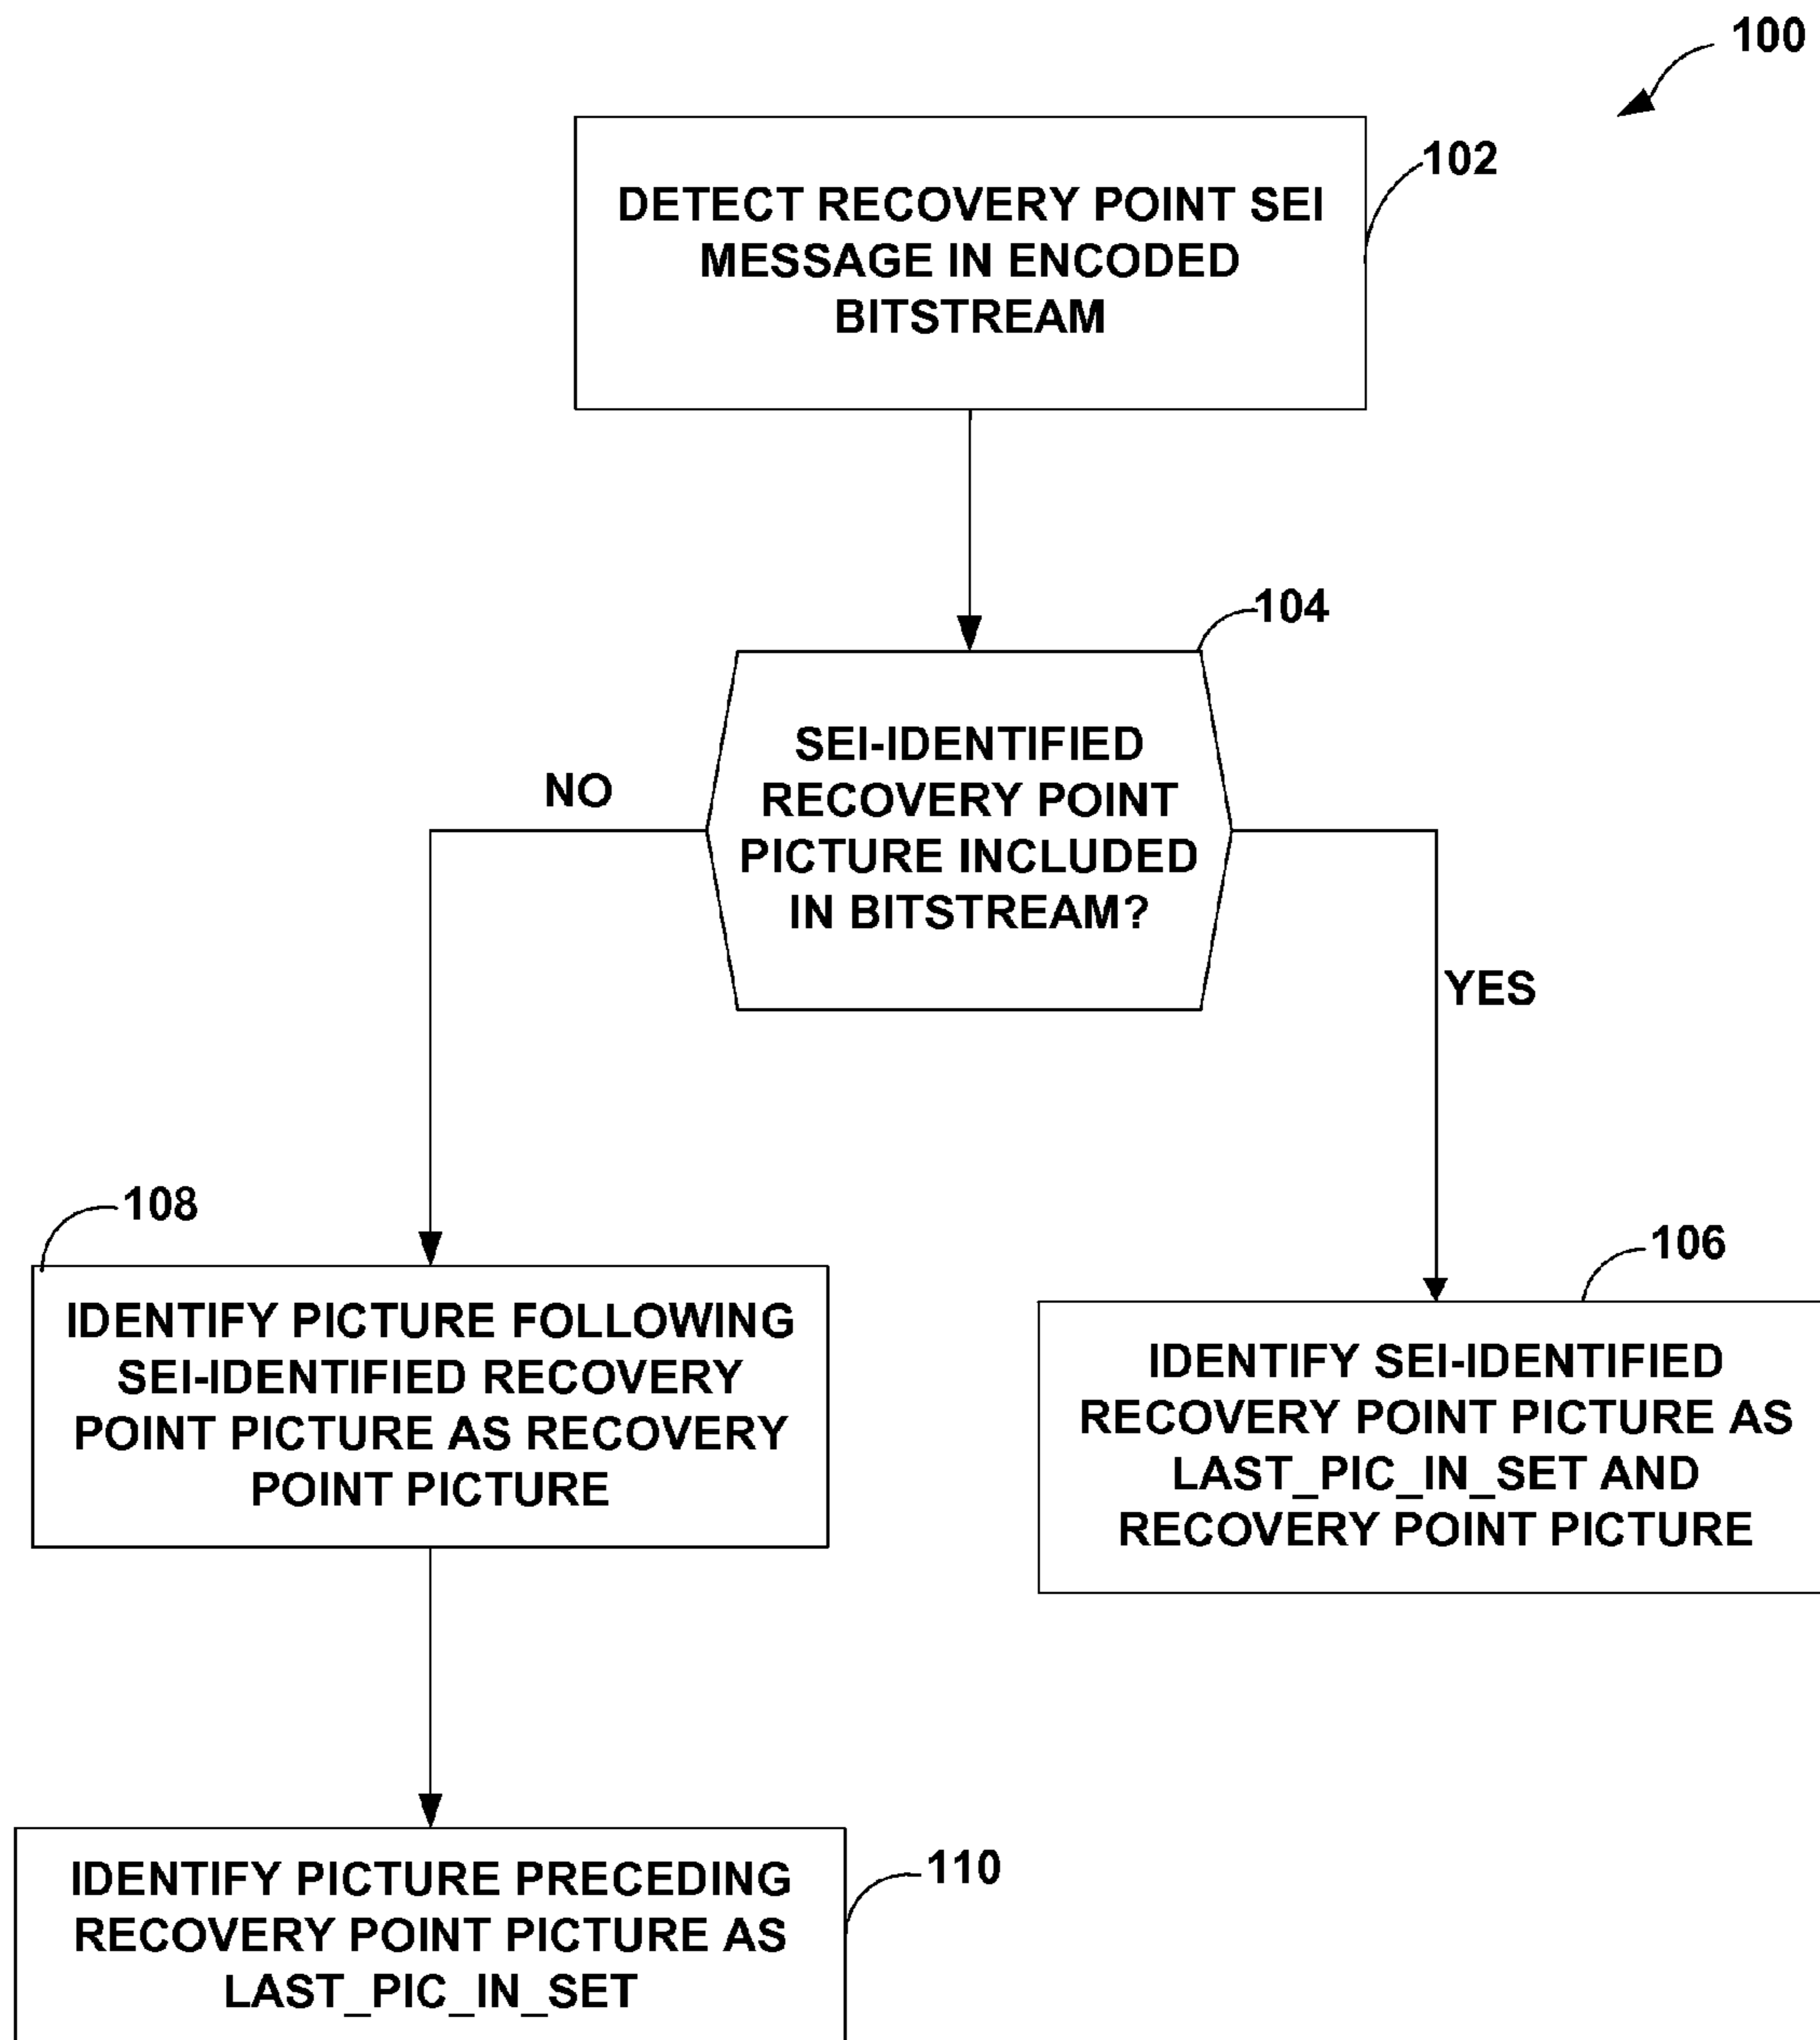 100
102
DETECT RECOVERY POINT SEI
MESSAGE IN ENCODED
BITSTREAM
104
SEI-IDENTIFIED
RECOVERY POINT
PICTURE INCLUDED
IN BITSTREAM?
NO
YES
108
IDENTIFY PICTURE FOLLOWING
SEI-IDENTIFIED RECOVERY
POINT PICTURE AS RECOVERY
POINT PICTURE
106
IDENTIFY SEI-IDENTIFIED
RECOVERY POINT PICTURE AS
LAST_PIC_IN_SET AND
RECOVERY POINT PICTURE
110
IDENTIFY PICTURE PRECEDING
RECOVERY POINT PICTURE AS
LAST_PIC_IN_SET